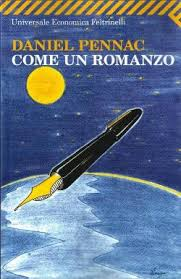 Universale Economica Feltrinelli
DANIEL PENNAC
COME UN ROMANZO